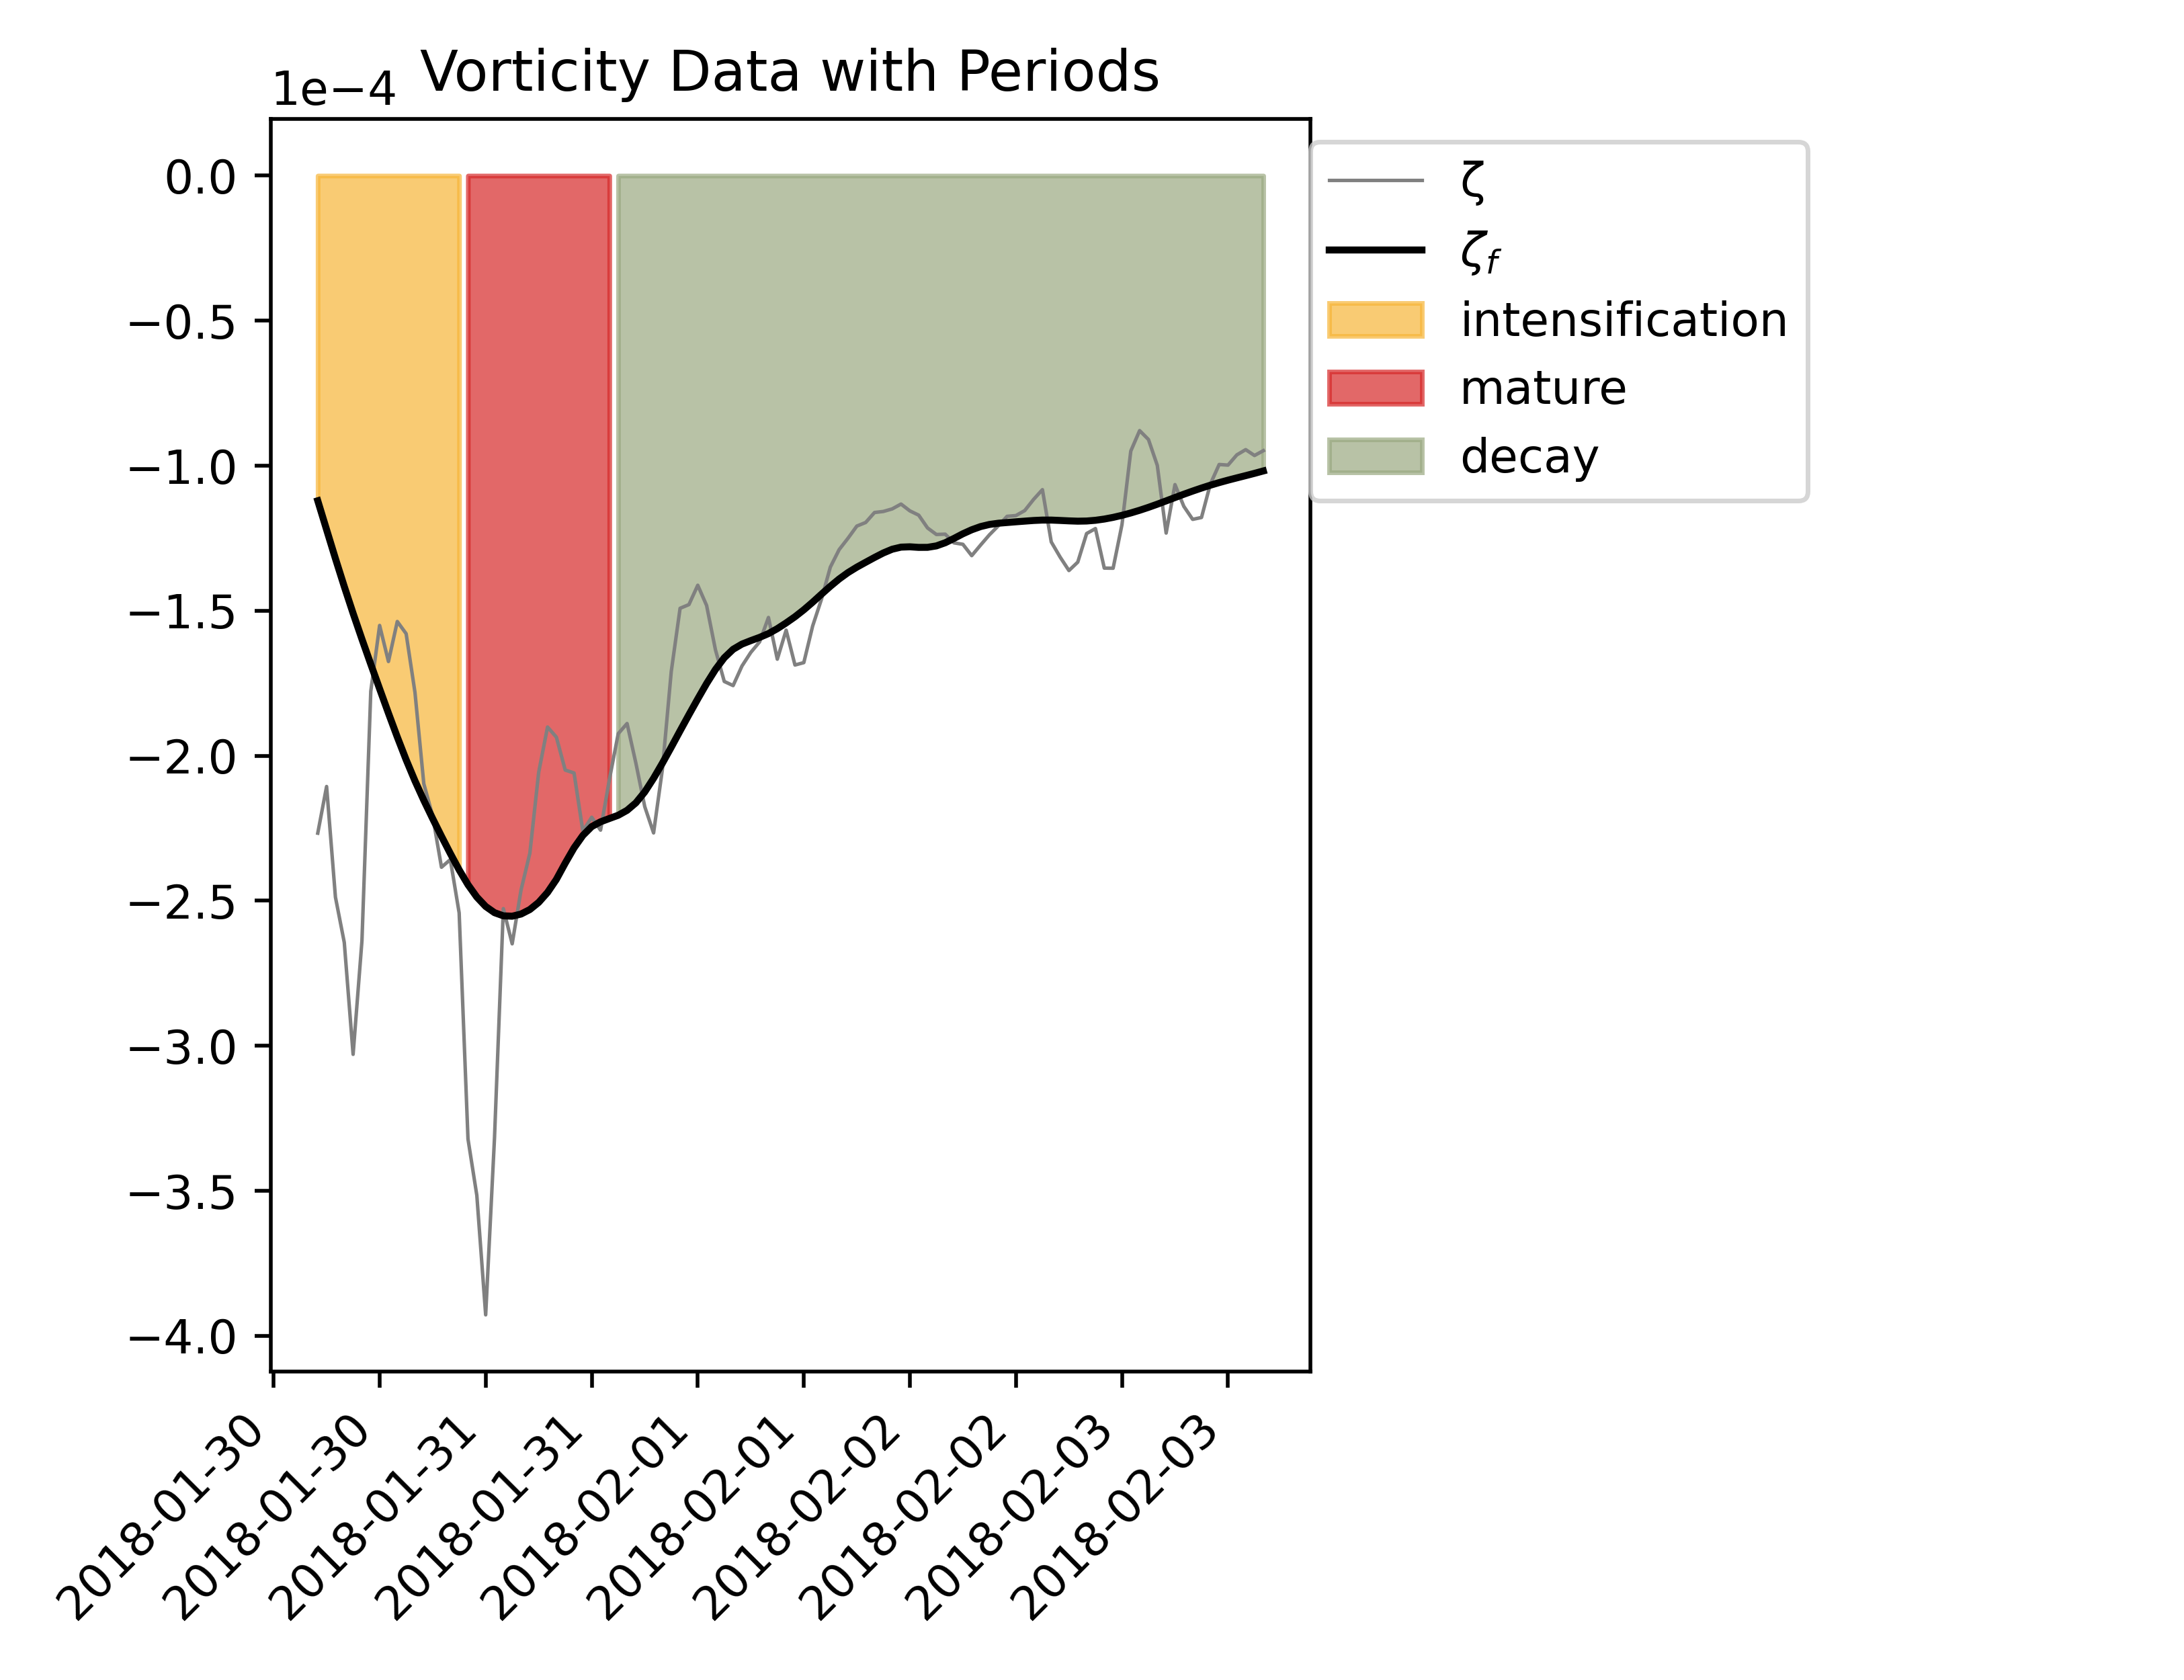 Vorticity Data with Periods
1e−4
0.0
−0.5
−1.0
−1.5
−2.0
−2.5
−3.0
−3.5
−4.0
2018-01-30
2018-01-30
2018-01-31
2018-01-31
2018-02-01
2018-02-01
2018-02-02
2018-02-02
2018-02-03
2018-02-03
ζ
ζf
intensification
mature
decay